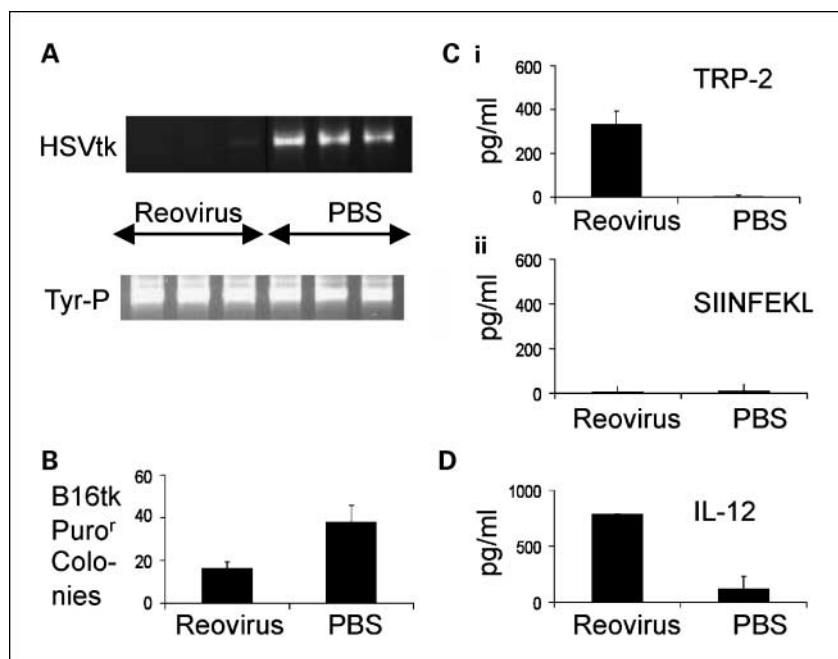 A
HSVtk
Reovirus PBS
Tyr-P
B
B16tk
Puroʳ
Colo-
nies
60
40
20
0
Reovirus PBS
C i
TRP-2
pg/ml
600
400
200
0
Reovirus PBS
ii
SIINFEKL
pg/ml
600
400
200
0
Reovirus PBS
D
IL-12
pg/ml
1000
500
0
Reovirus PBS